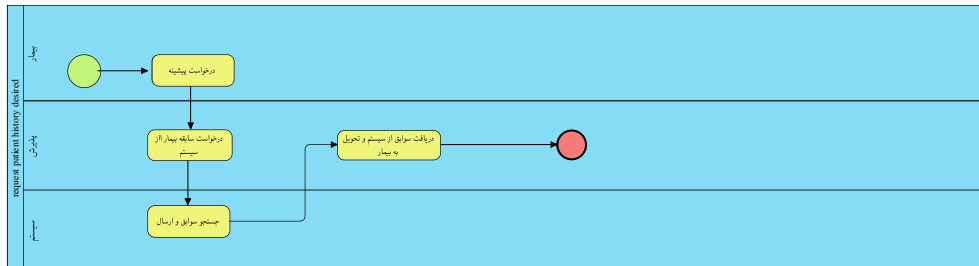 request patient history desired
بیمار
درخواست پیشینه
پذیرش
درخواست سابقه بیمار ااز
سیستم
دریافت سوابق از سیستم و تحویل
به بیمار
سیستم
جستجو سوابق و ارسال